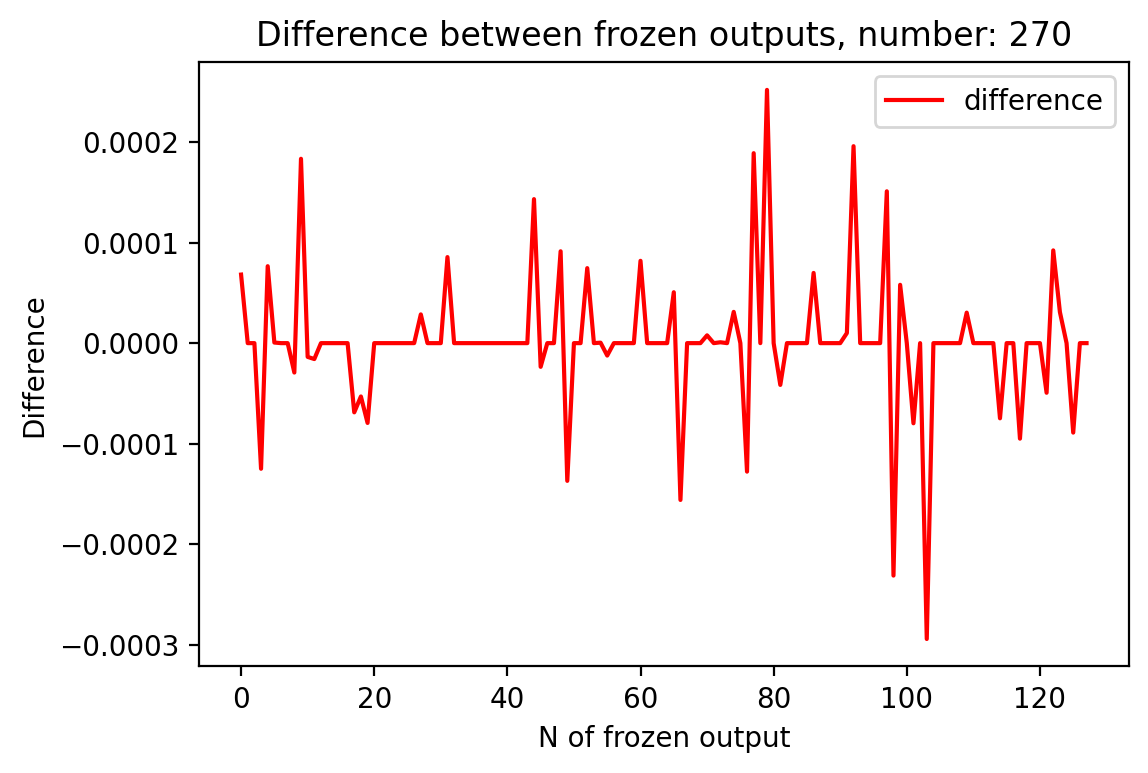 Difference between frozen outputs, number: 270
difference
0.0002
0.0001
0.0000
−0.0001
−0.0002
−0.0003
Difference
0 20 40 60 80 100 120
N of frozen output